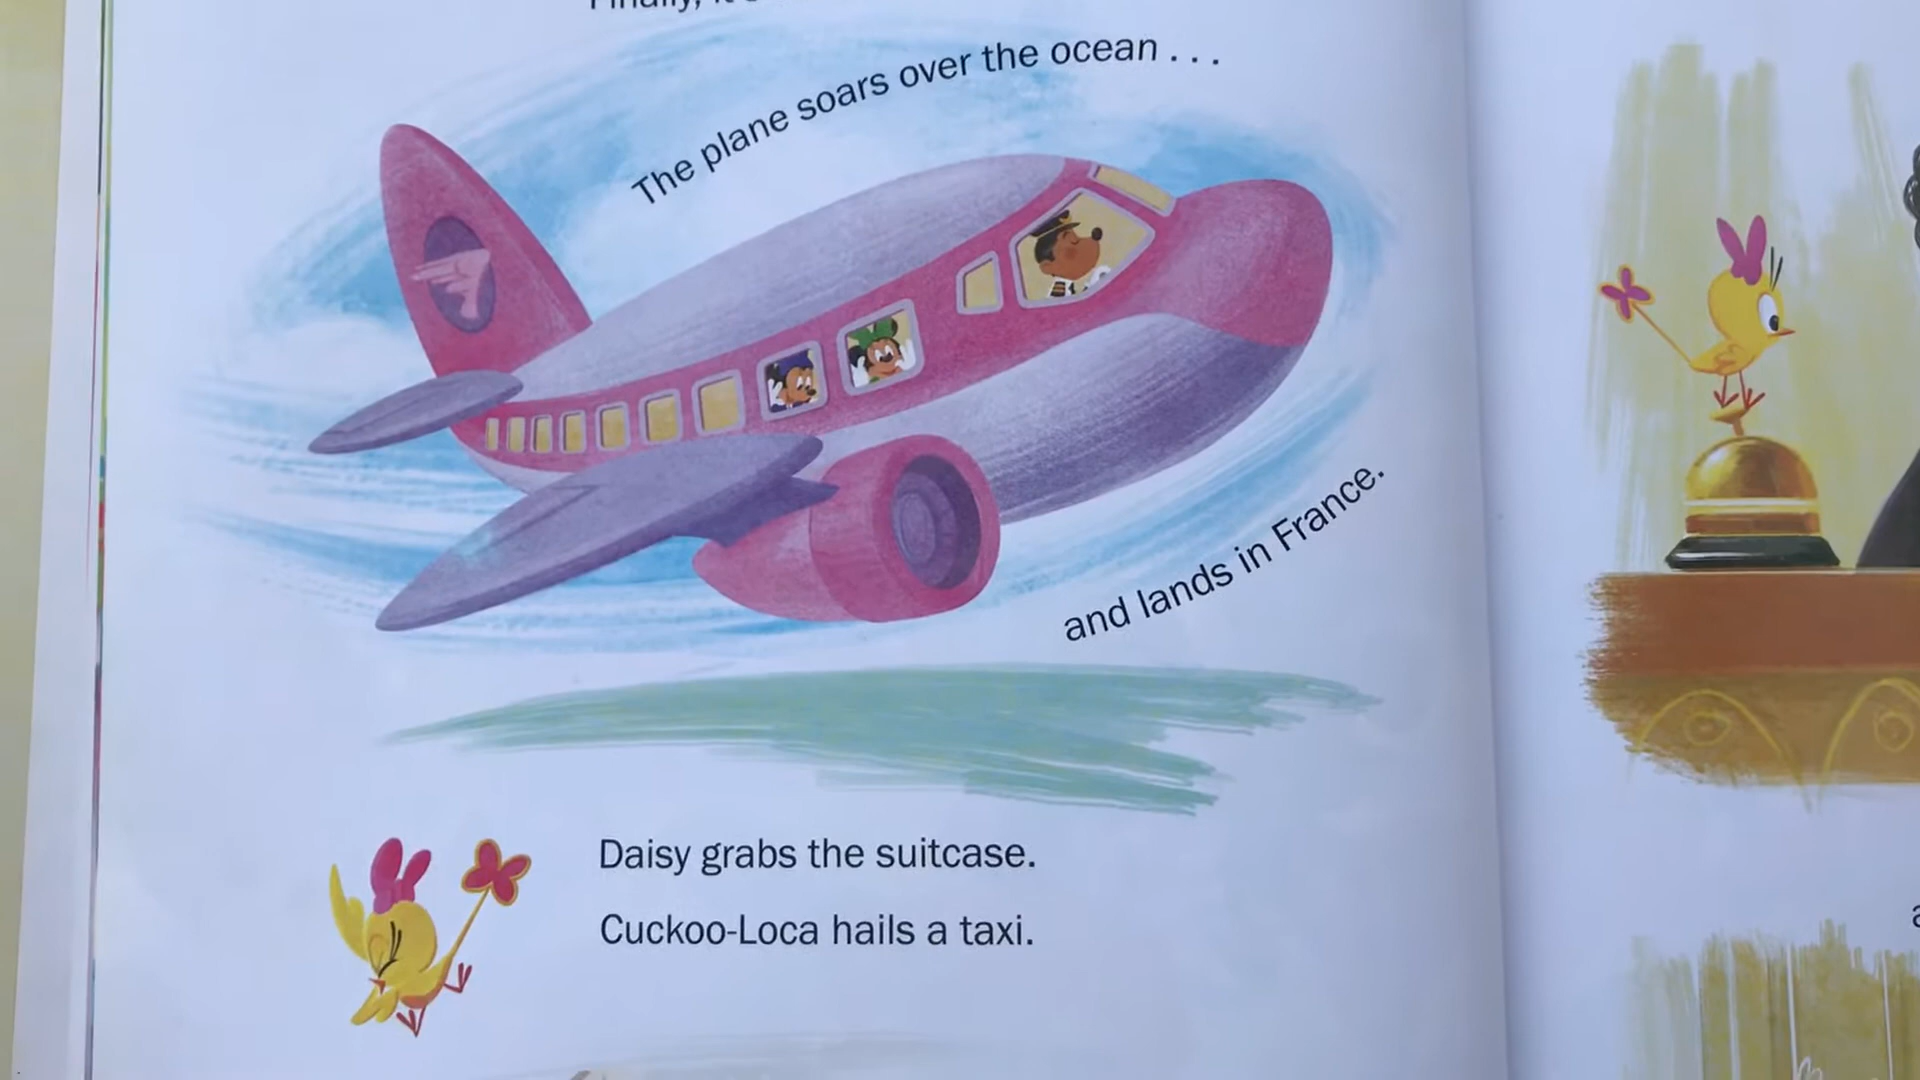 The plane soars over the ocean . . .
and lands in France.
Daisy grabs the suitcase.
Cuckoo-Loca hails a taxi.